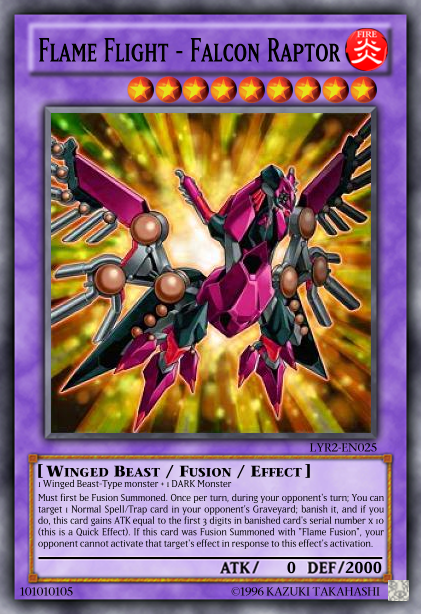 Flame Flight - Falcon Raptor
FIRE
炎
LYR2-EN025
[ Winged Beast / Fusion / Effect ]
1 Winged Beast-Type monster + 1 DARK Monster
Must first be Fusion Summoned. Once per turn, during your opponent's turn; You can
target 1 Normal Spell/Trap card in your opponent's Graveyard; banish it, and if you
do, this card gains ATK equal to the first 3 digits in banished card's serial number x 10
(this is a Quick Effect). If this card was Fusion Summoned with "Flame Fusion", your
opponent cannot activate that target's effect in response to this effect's activation.
ATK/ 0 DEF/2000
101010105
©1996 KAZUKI TAKAHASHI